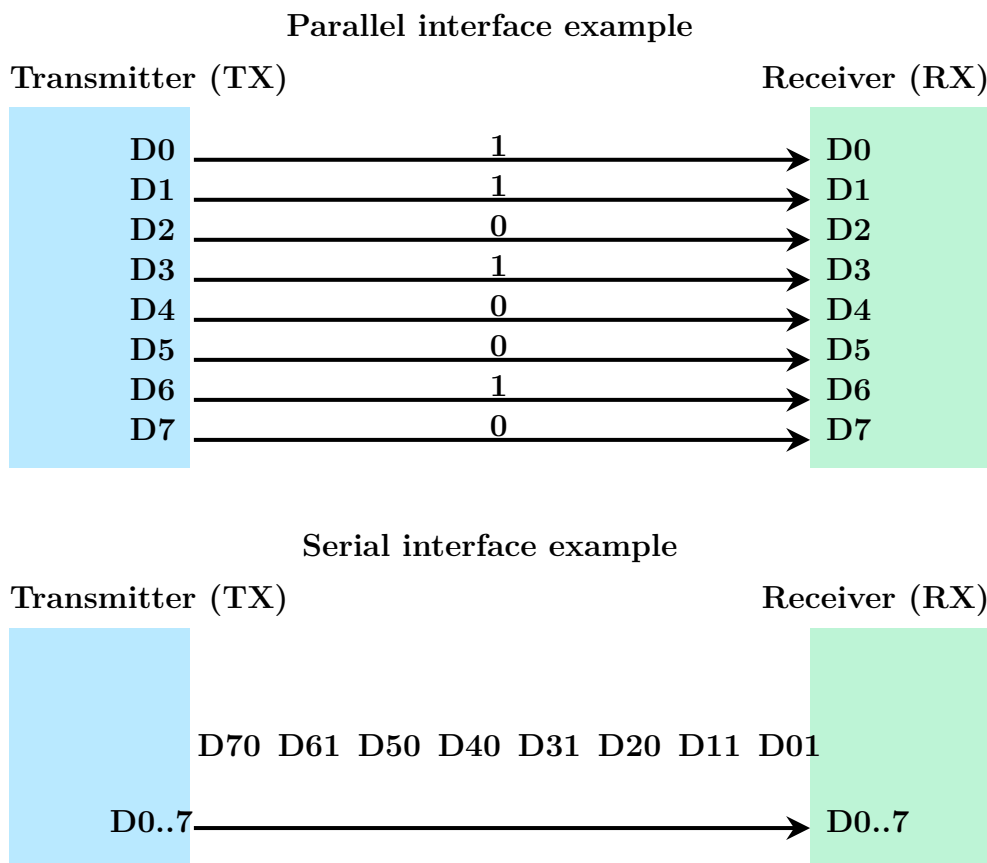 Parallel interface example
Transmitter (TX) Receiver (RX)
D0 1 D0
D1 1 D1
D2 0 D2
D3 1 D3
D4 0 D4
D5 0 D5
D6 1 D6
D7 0 D7
Serial interface example
Transmitter (TX) Receiver (RX)
D70 D61 D50 D40 D31 D20 D11 D01
D0..7 D0..7